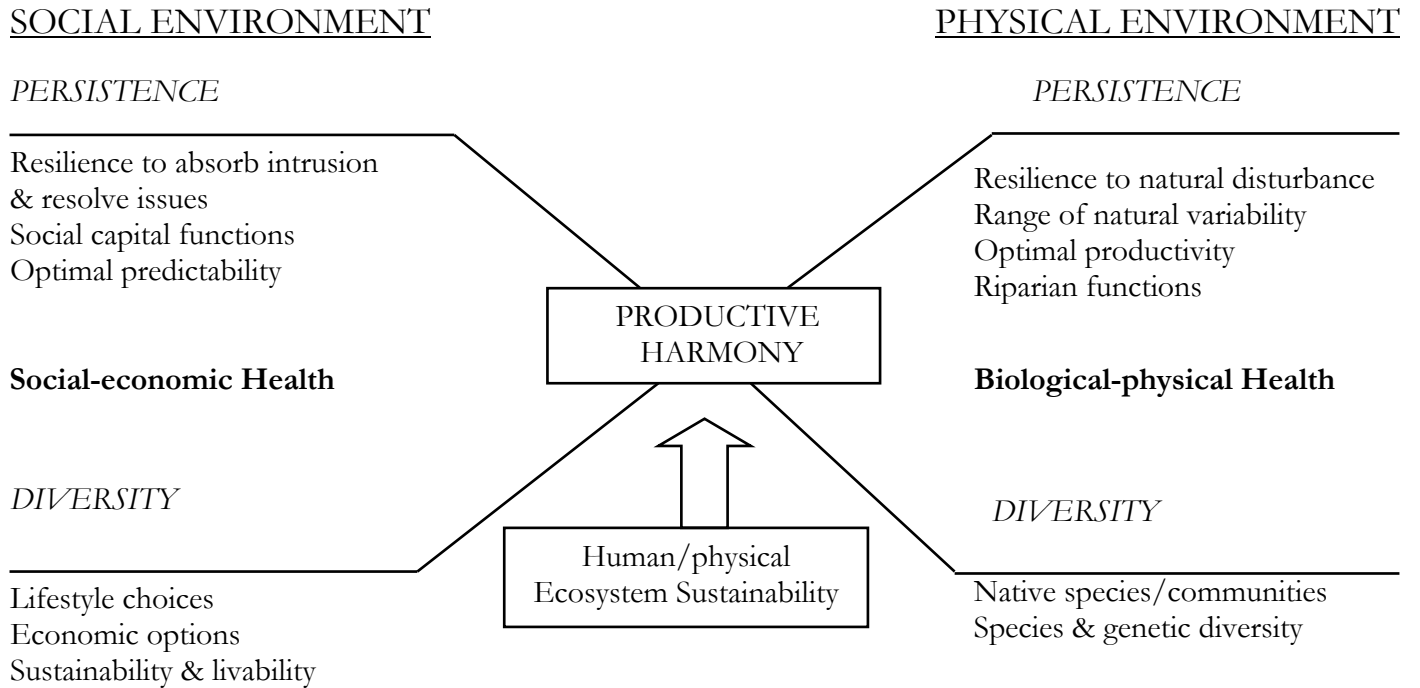 SOCIAL ENVIRONMENT
PHYSICAL ENVIRONMENT
PERSISTENCE
PERSISTENCE
Resilience to absorb intrusion
& resolve issues
Social capital functions
Optimal predictability
Resilience to natural disturbance
Range of natural variability
Optimal productivity
Riparian functions
PRODUCTIVE
HARMONY
Social-economic Health
Biological-physical Health
DIVERSITY
DIVERSITY
Human/physical
Ecosystem Sustainability
Lifestyle choices
Economic options
Sustainability & livability
Native species/communities
Species & genetic diversity